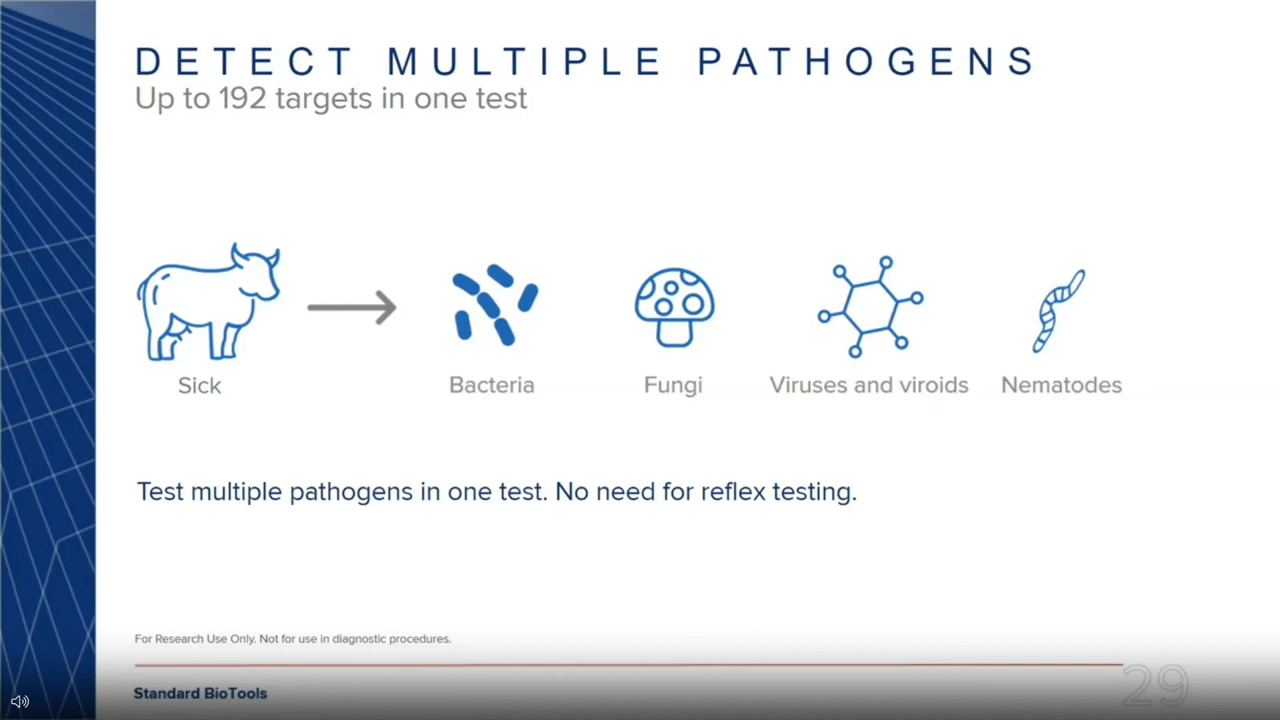 DETECT MULTIPLE PATHOGENS
Up to 192 targets in one test
Sick
Bacteria
Fungi
Viruses and viroids
Nematodes
Test multiple pathogens in one test. No need for reflex testing.
For Research Use Only. Not for use in diagnostic procedures.
Standard BioTools
29